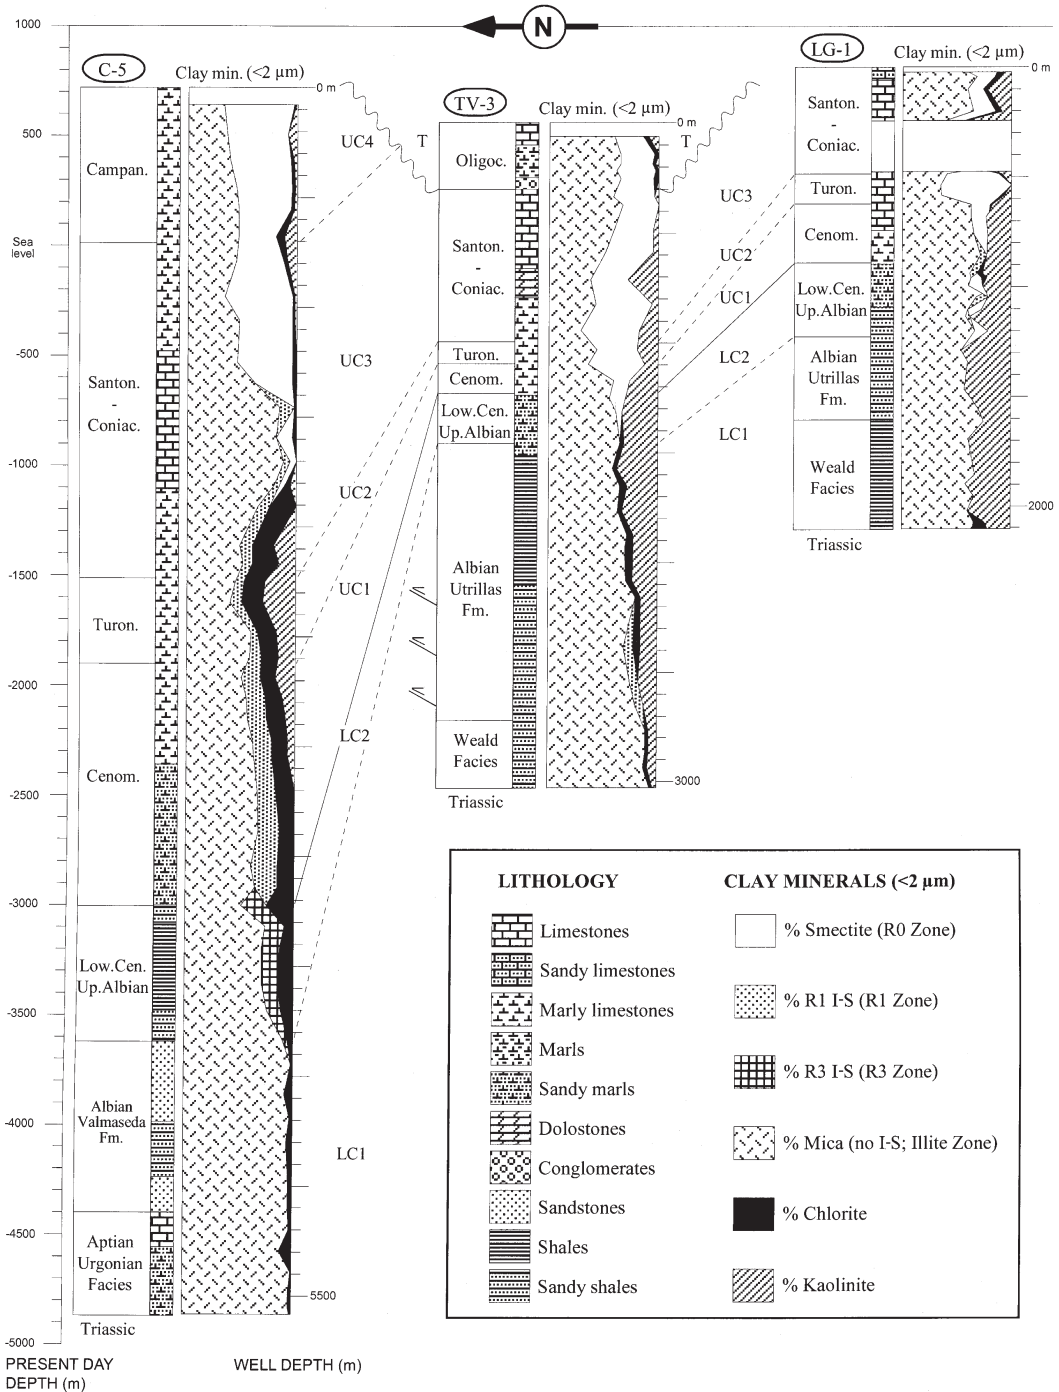 1000
N
C-5
Clay min. (<2 µm)
0 m
LG-1
Clay min. (<2 µm)
0 m
TV-3
Clay min. (<2 µm)
0 m
500
Sea
level
-500
-1000
-1500
-2000
-2500
-3000
-3500
-4000
-4500
-5000
PRESENT DAY
DEPTH (m)
WELL DEPTH (m)
Campan.
Santon.
-
Coniac.
Turon.
Cenom.
Low.Cen.
Up.Albian
Albian
Valmaseda
Fm.
Aptian
Urgonian
Facies
Triassic
5500
UC4
T
UC3
UC2
UC1
LC2
LC1
Oligoc.
Santon.
-
Coniac.
Turon.
Cenom.
Low.Cen.
Up.Albian
Albian
Utrillas
Fm.
Weald
Facies
Triassic
3000
T
UC3
UC2
UC1
LC2
LC1
Santon.
-
Coniac.
Turon.
Cenom.
Low.Cen.
Up.Albian
Albian
Utrillas
Fm.
Weald
Facies
Triassic
2000
LITHOLOGY
Limestones
Sandy limestones
Marly limestones
Marls
Sandy marls
Dolostones
Conglomerates
Sandstones
Shales
Sandy shales
CLAY MINERALS (<2 µm)
% Smectite (R0 Zone)
% R1 I-S (R1 Zone)
% R3 I-S (R3 Zone)
% Mica (no I-S; Illite Zone)
% Chlorite
% Kaolinite